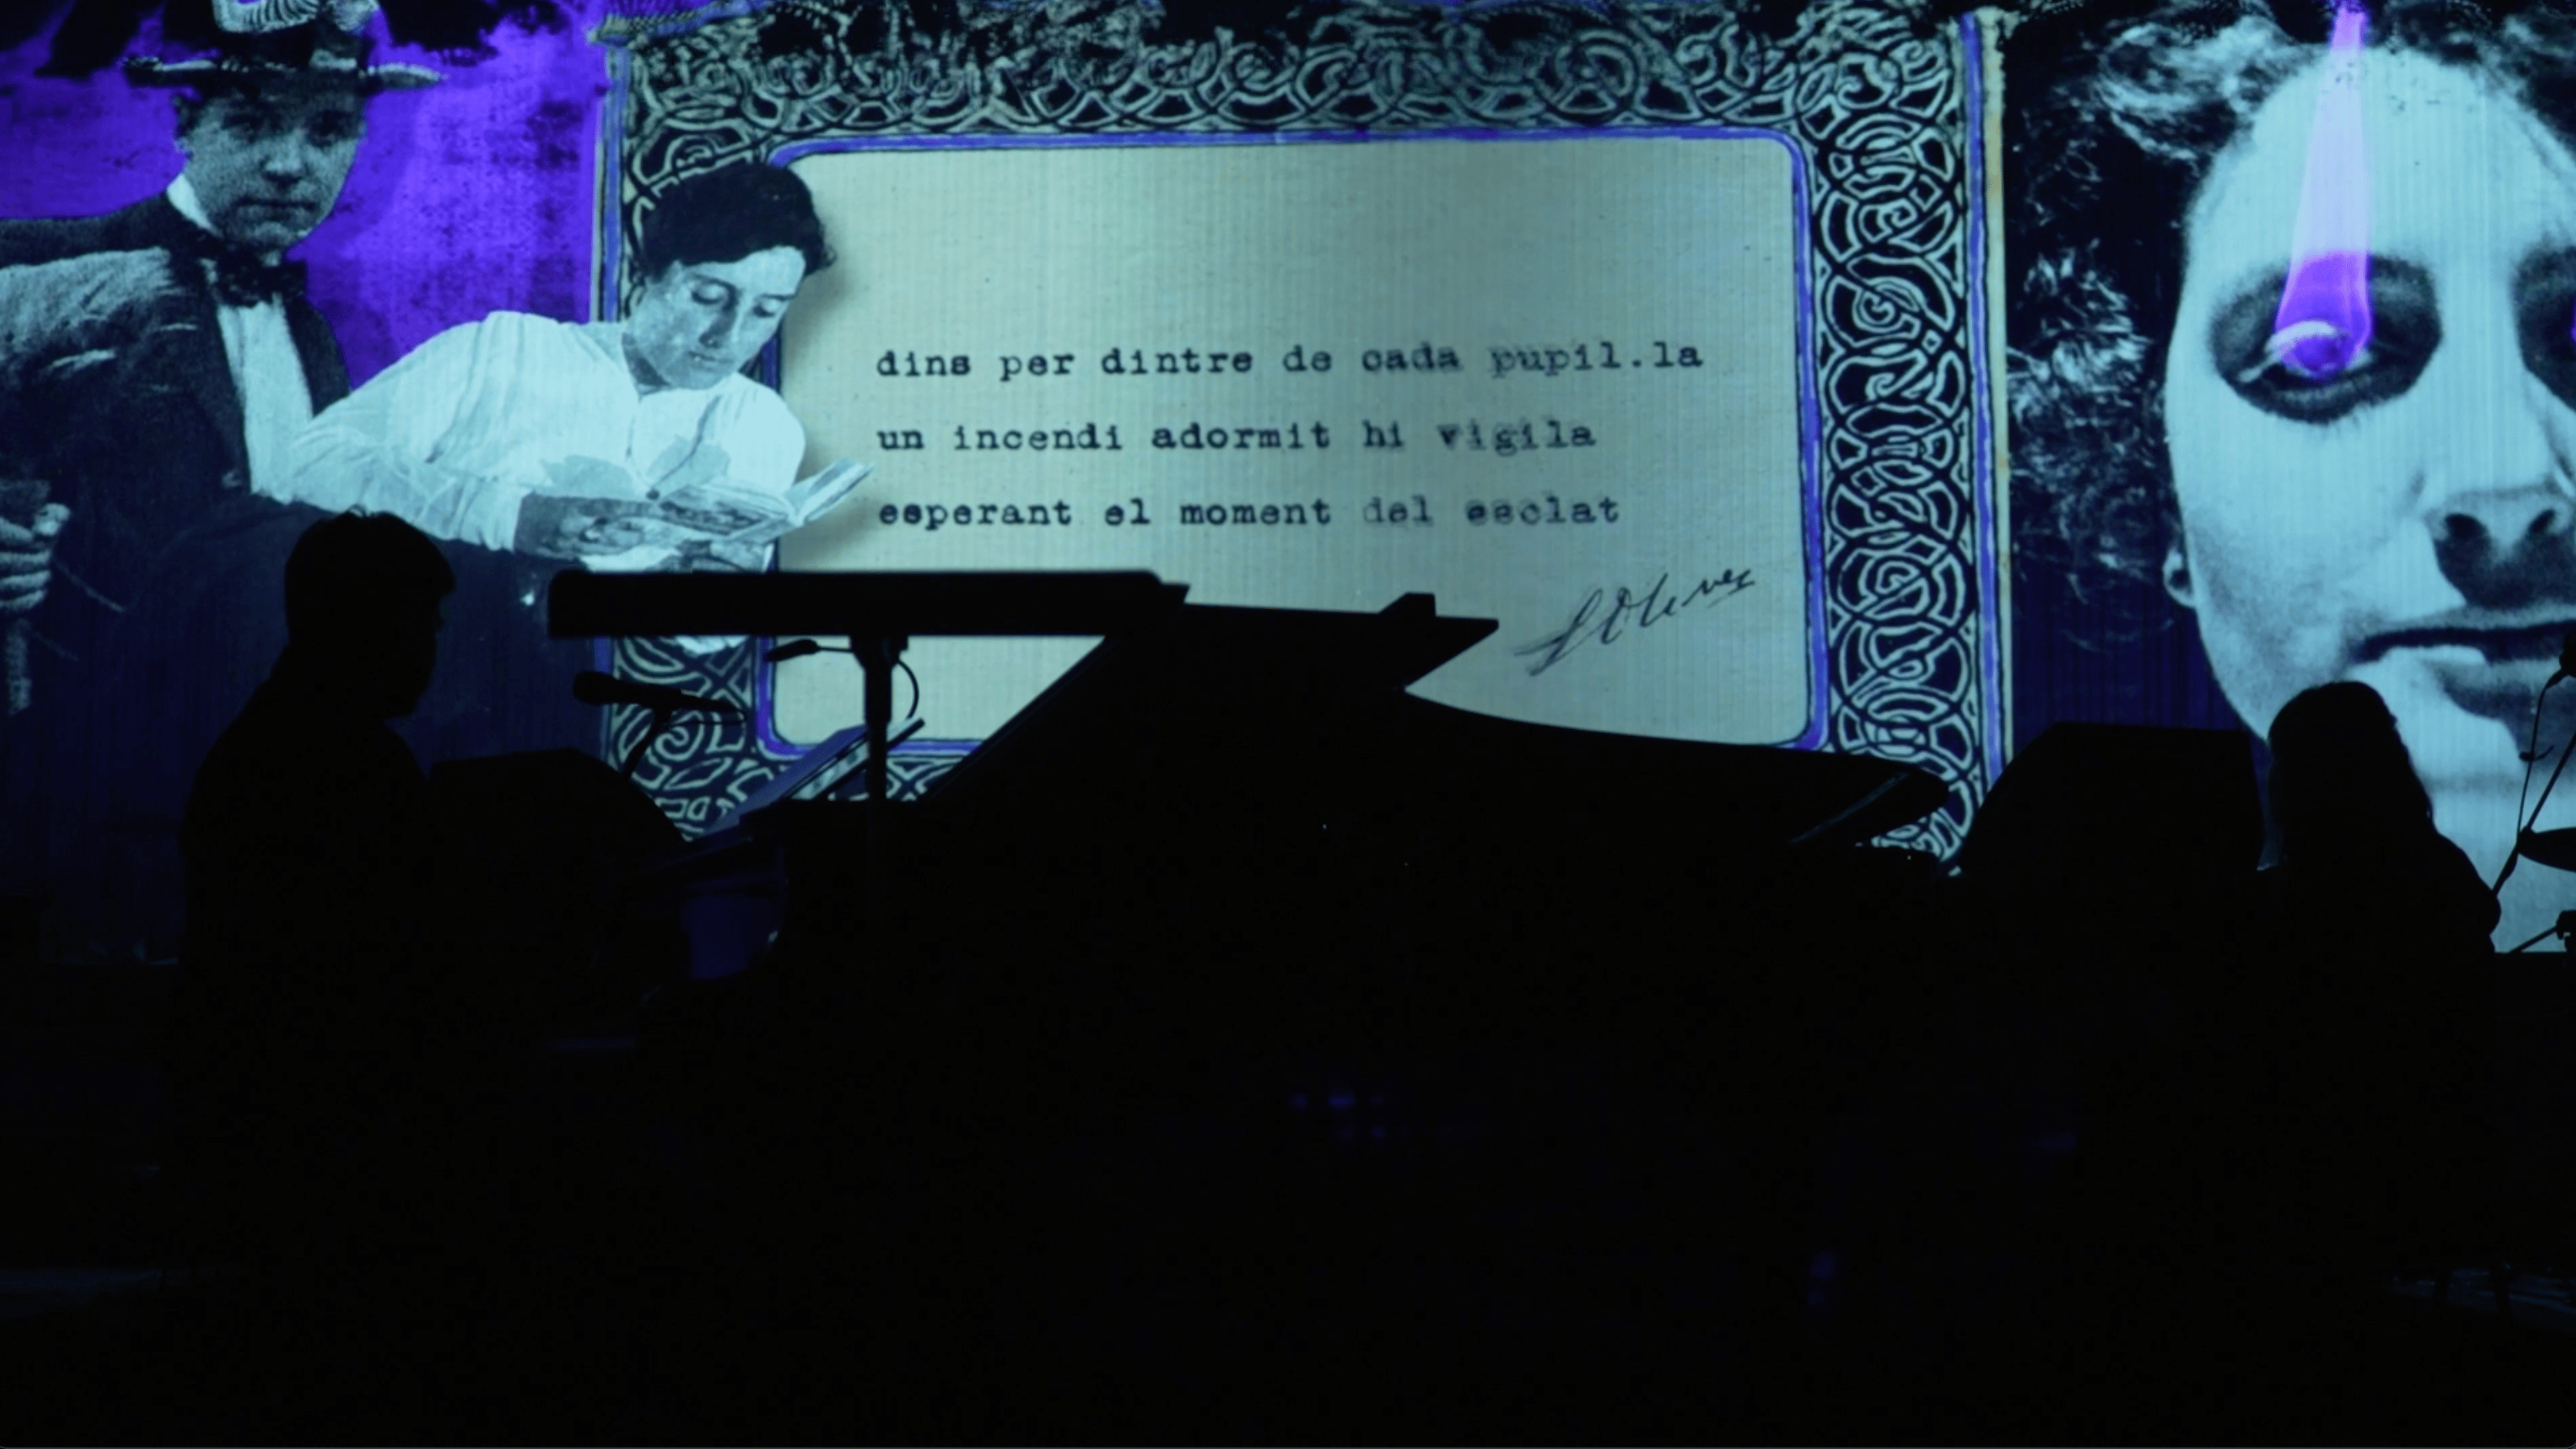 dins per dintre de cada pupil.la
un incendi adormit hi vigila
esperant el moment del esclat